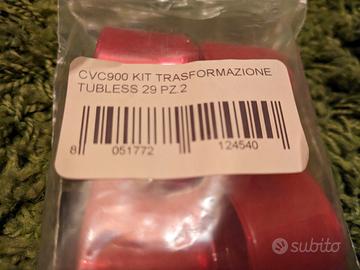 CVC900 KIT TRASFORMAZIONE
TUBLESS 29 PZ.2
8 051772 124540
subito